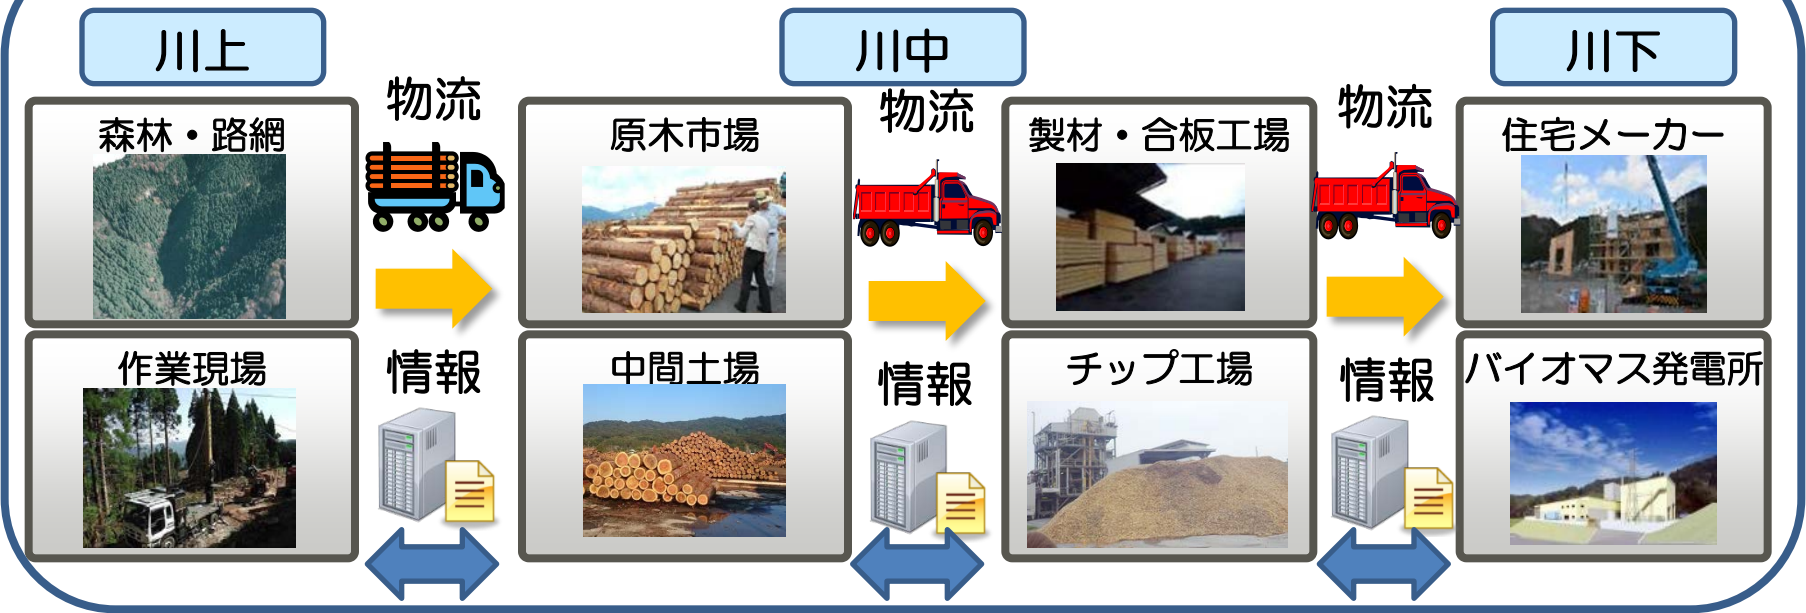 川上
川中
川下
森林・路網
物流
原木市場
物流
製材・合板工場
物流
住宅メーカー
作業現場
情報
中間土場
情報
チップ工場
情報
バイオマス発電所